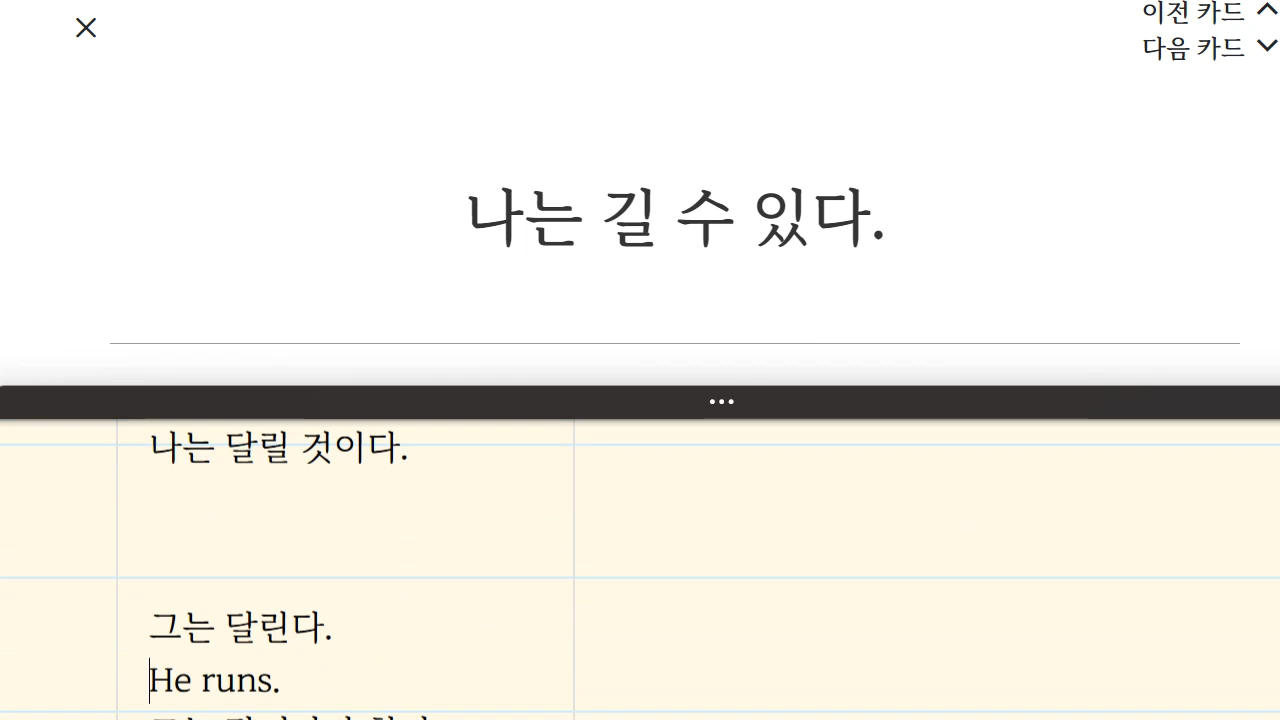 이전 카드
다음 카드
나는 길 수 있다.
나는 달릴 것이다.
그는 달린다.
He runs.